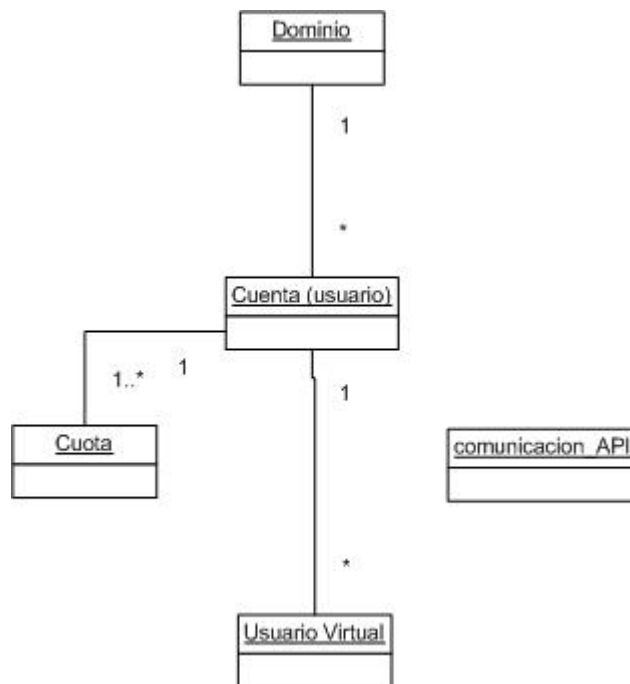 Dominio
1
*
Cuenta (usuario)
1..*
1
1
Cuota
comunicacion_API
*
Usuario Virtual